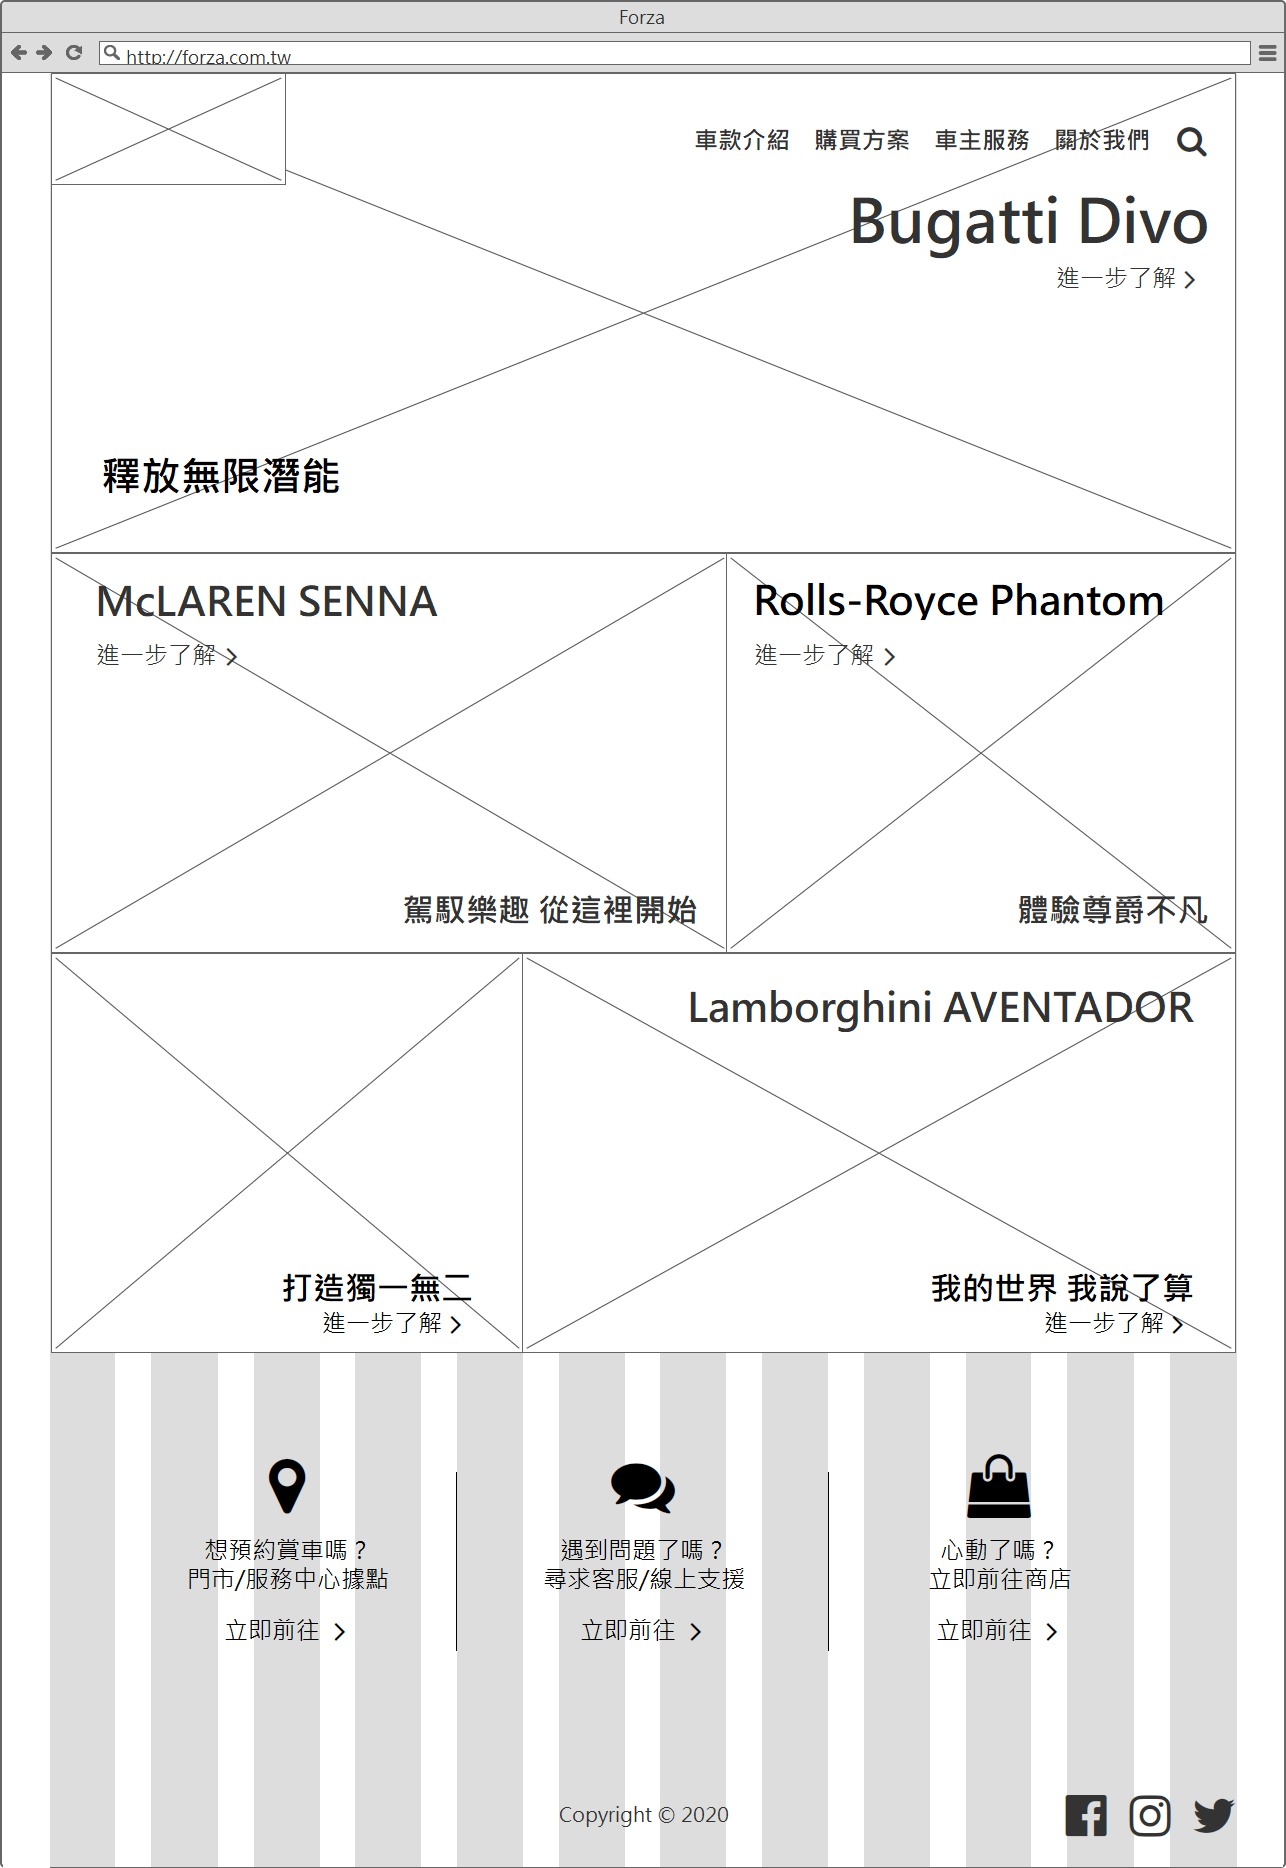 Forza
http://forza.com.tw
車款介紹 購買方案 車主服務 關於我們
Bugatti Divo
進一步了解
釋放無限潛能
McLAREN SENNA
進一步了解
駕馭樂趣 從這裡開始
Rolls-Royce Phantom
進一步了解
體驗尊爵不凡
打造獨一無二
進一步了解
Lamborghini AVENTADOR
我的世界 我說了算
進一步了解
想預約賞車嗎？
門市/服務中心據點
立即前往
遇到問題了嗎？
尋求客服/線上支援
立即前往
心動了嗎？
立即前往商店
立即前往
Copyright © 2020